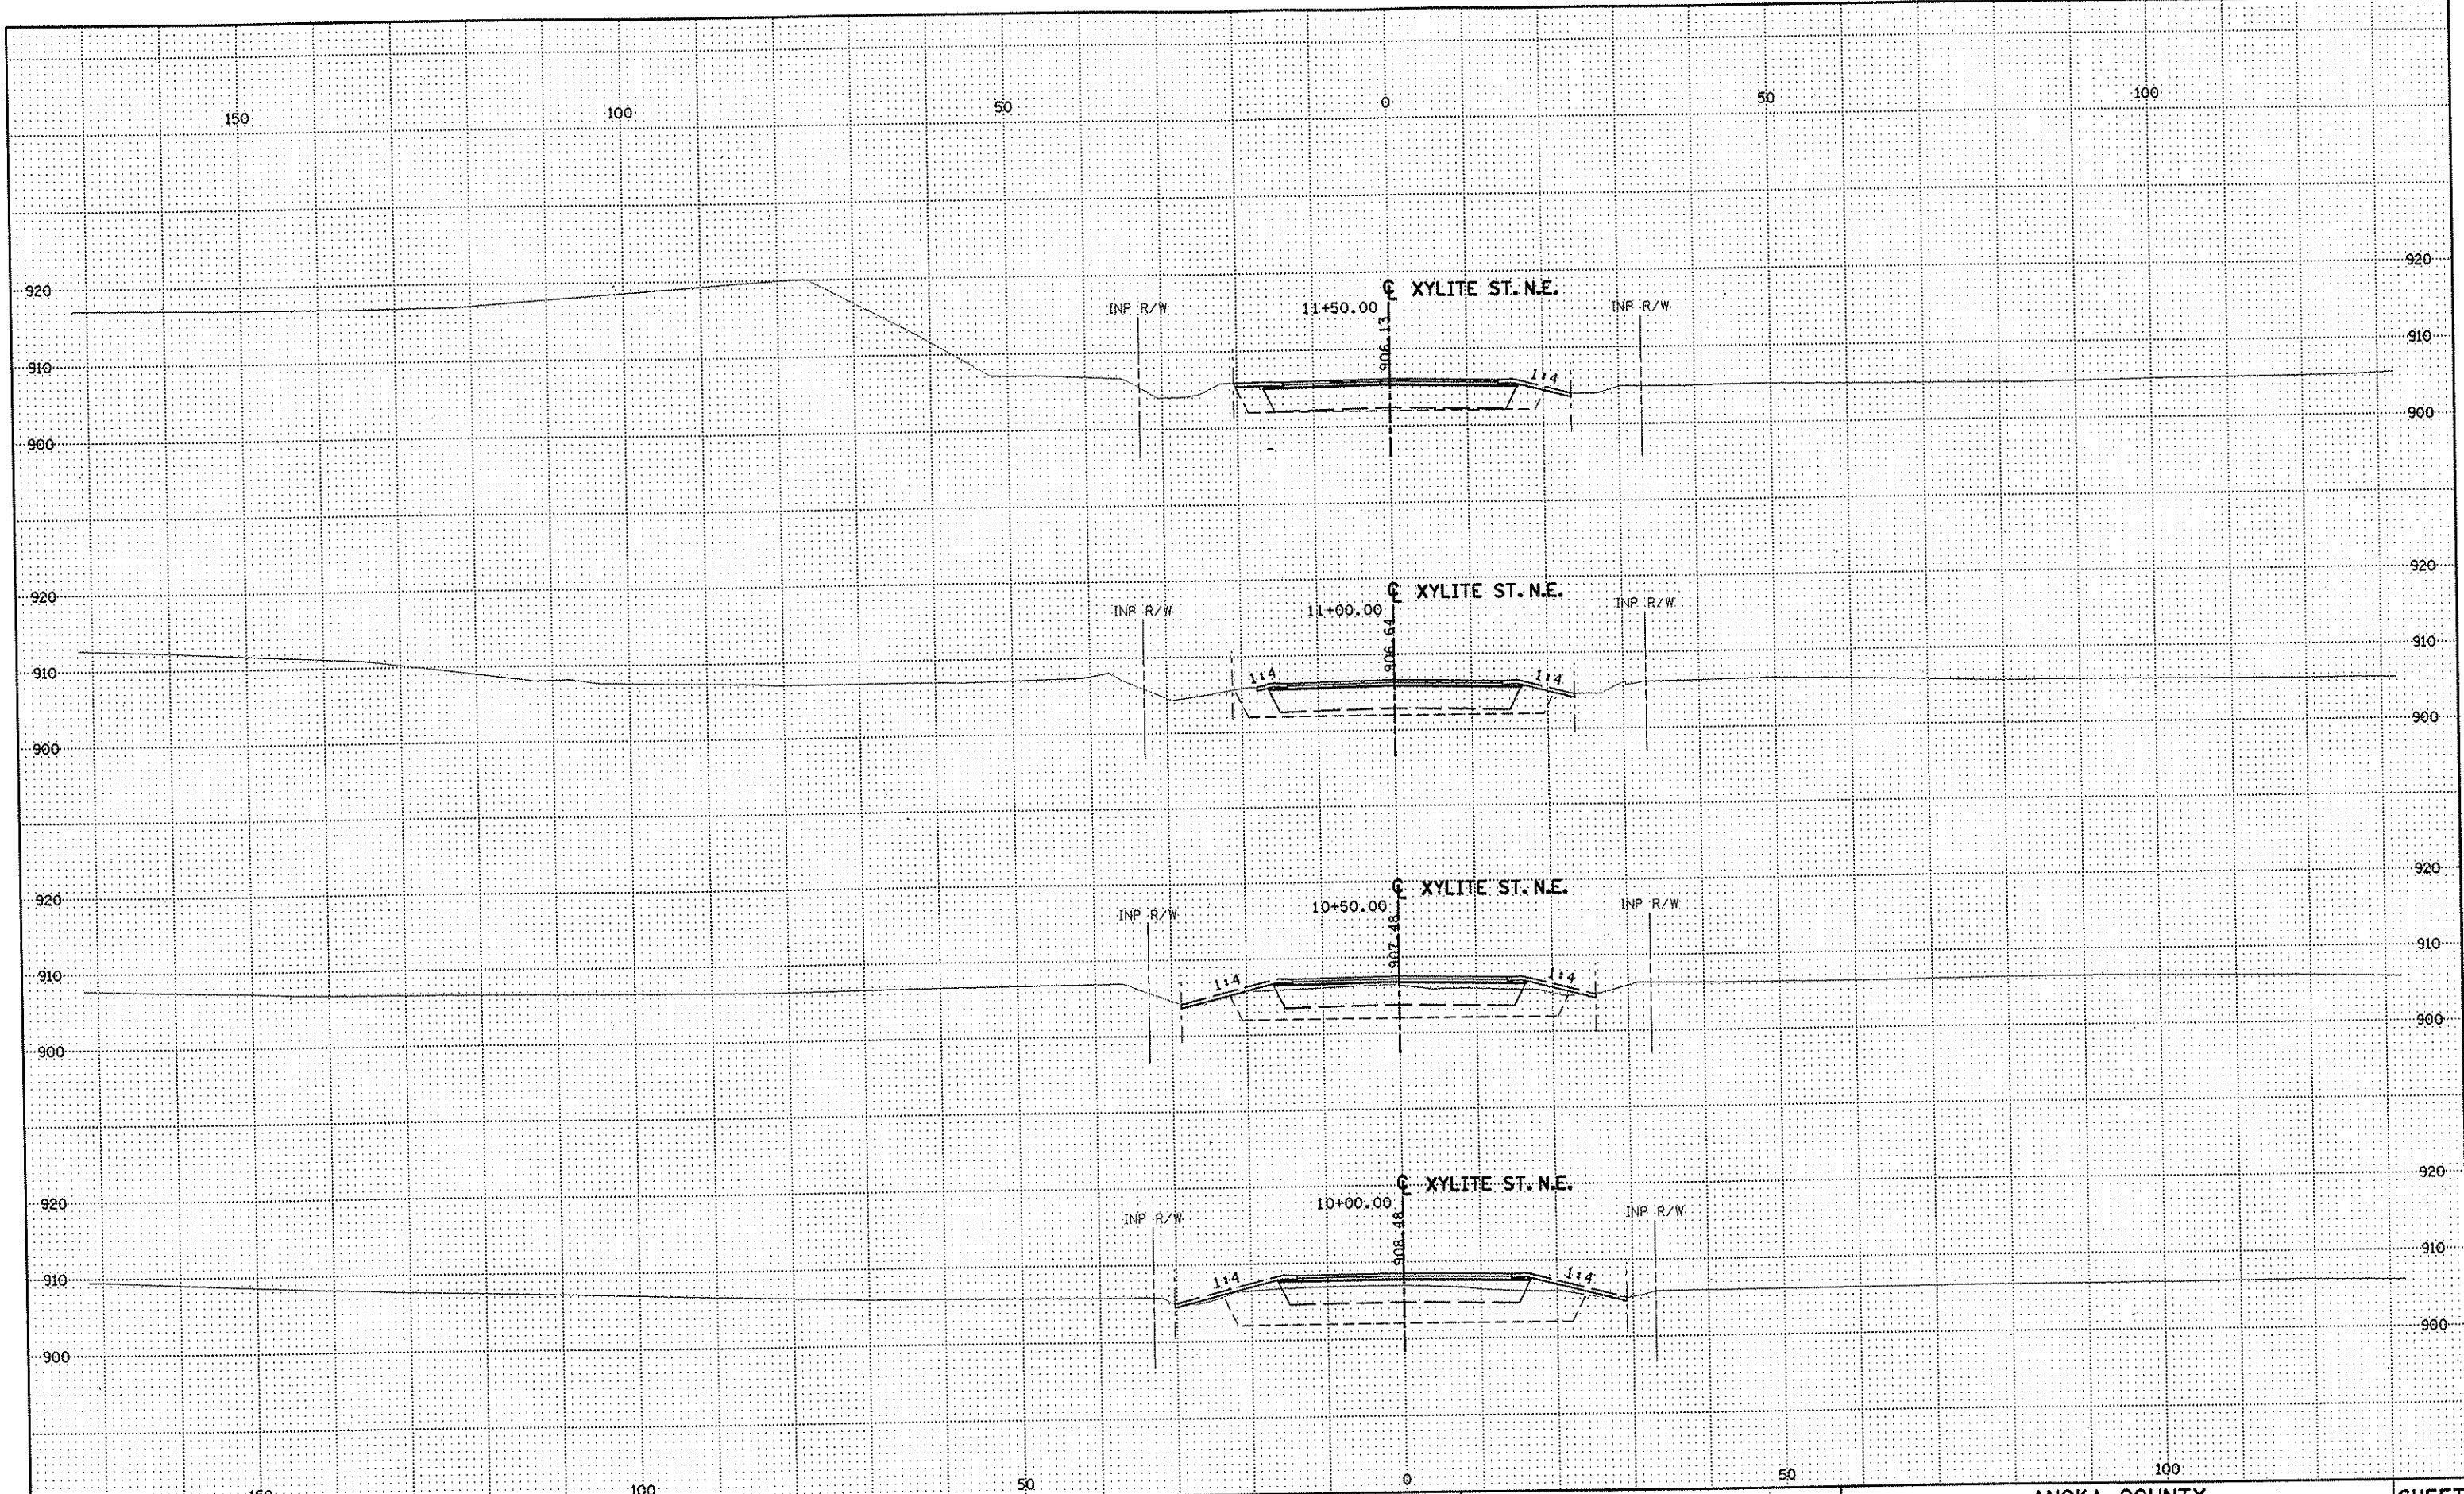 150 100 50 0 50 100
920 920
℄ XYLITE ST. N.E.
INP R/W 11+50.00 906.13 INP R/W
910 910
1:4
900 900
920 920
℄ XYLITE ST. N.E.
INP R/W 11+00.00 906.64 INP R/W
910 910
1:4 1:4
900 900
920 920
℄ XYLITE ST. N.E.
INP R/W 10+50.00 907.48 INP R/W
910 910
1:4 1:4
900 900
920 920
℄ XYLITE ST. N.E.
INP R/W 10+00.00 908.48 INP R/W
910 910
1:4 1:4
900 900
150 100 50 0 50 100
ANOKA COUNTY SHEET